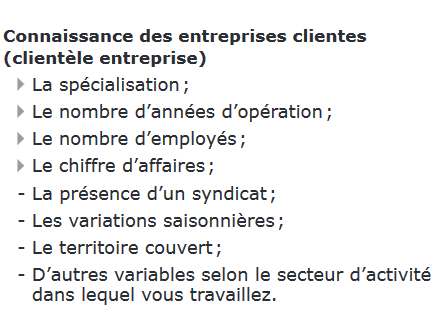 Connaissance des entreprises clientes
(clientèle entreprise)
La spécialisation ;
Le nombre d’années d’opération ;
Le nombre d’employés ;
Le chiffre d’affaires ;
- La présence d’un syndicat ;
- Les variations saisonnières ;
- Le territoire couvert ;
- D’autres variables selon le secteur d’activité
dans lequel vous travaillez.